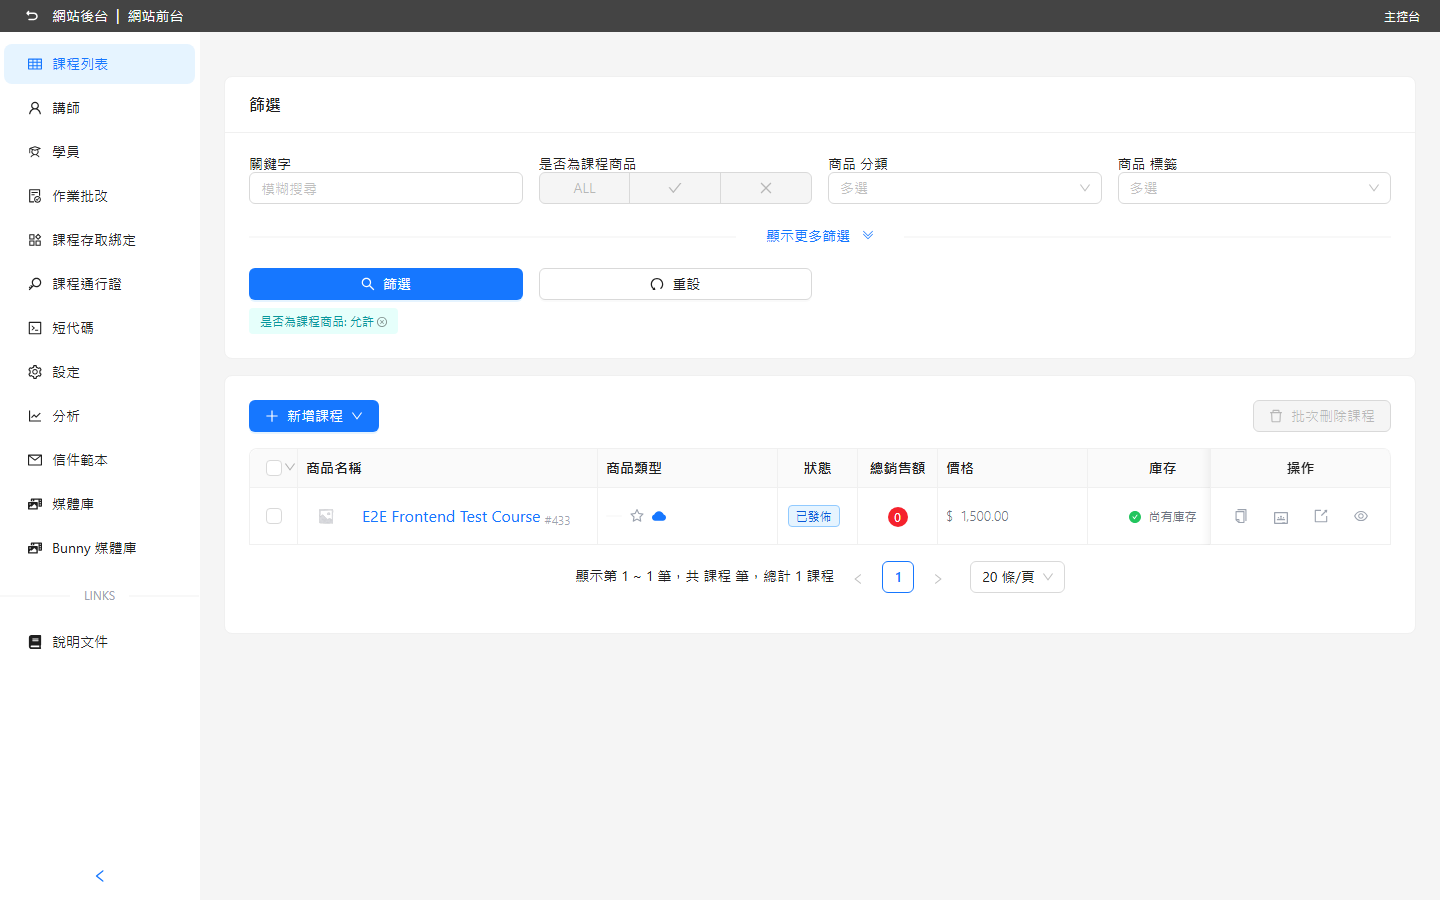 網站後台 | 網站前台
主控台
課程列表
講師
學員
作業批改
課程存取綁定
課程通行證
短代碼
設定
分析
信件範本
媒體庫
Bunny 媒體庫
LINKS
說明文件
篩選
關鍵字
模糊搜尋
是否為課程商品
ALL
商品 分類
多選
商品 標籤
多選
顯示更多篩選
篩選
重設
是否為課程商品: 允許
新增課程
批次刪除課程
商品名稱 商品類型 狀態 總銷售額 價格 庫存 操作
E2E Frontend Test Course #433 已發佈 0 $ 1,500.00 尚有庫存
顯示第 1 ~ 1 筆，共 課程 筆，總計 1 課程 < 1 > 20 條/頁